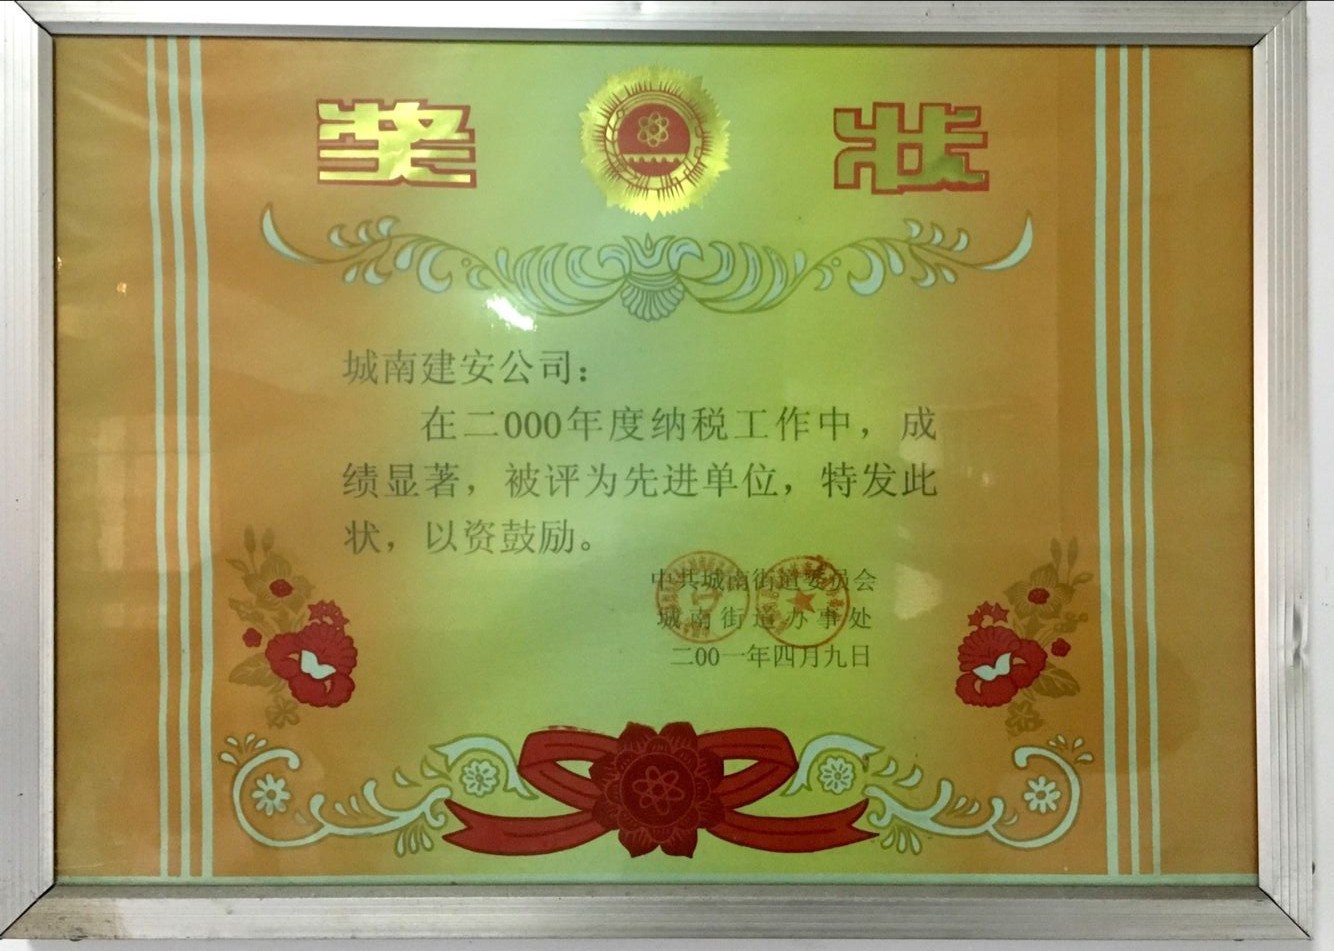 奖 状
城南建安公司：
在二000年度纳税工作中，成
绩显著，被评为先进单位，特发此
状，以资鼓励。
中共城南街道委员会
城南街道办事处
二00一年四月九日